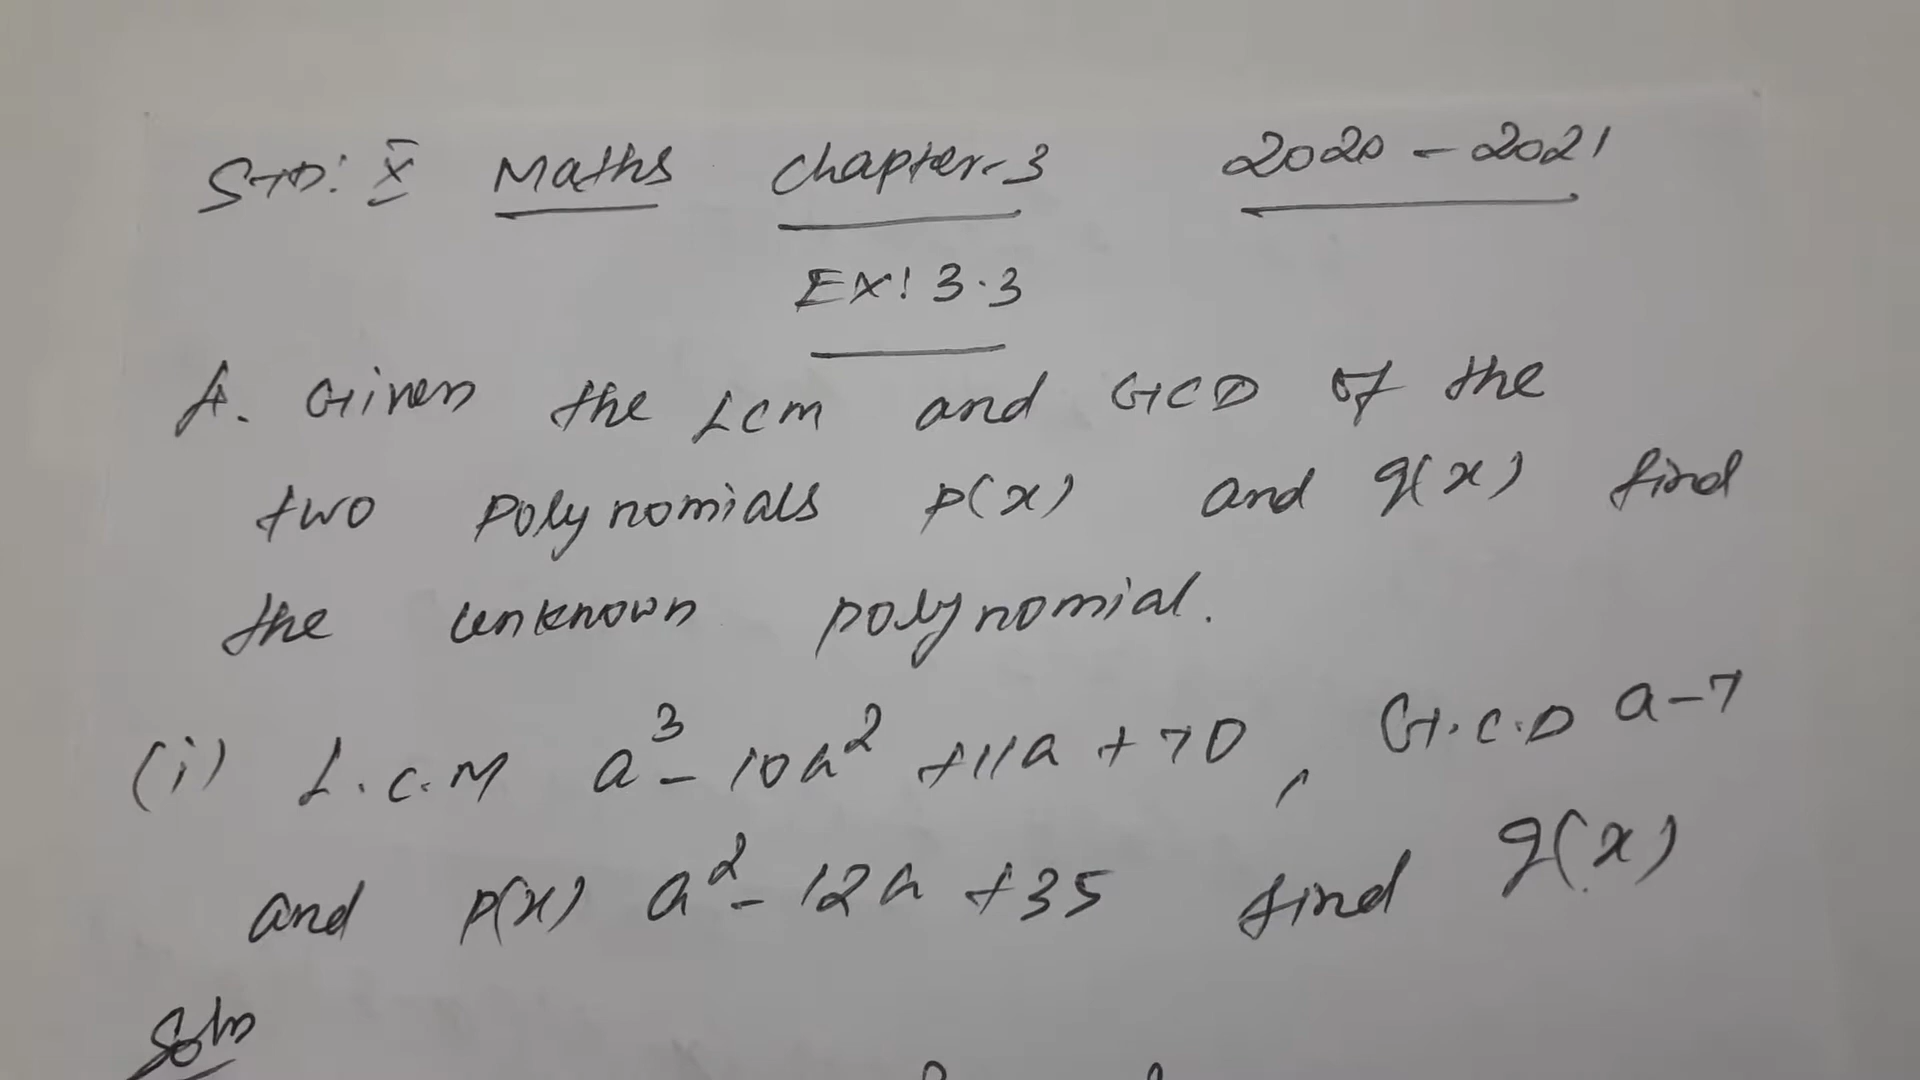 STD: X Maths Chapter-3 2020-2021
EX: 3.3
A. Given the LCM and GCD of the
two polynomials p(x) and q(x) find
the unknown polynomial.
(i) L.C.M a³ - 10a² + 11a + 70, G.C.D a-7
and p(x) a² - 12a + 35 find q(x)
Soln